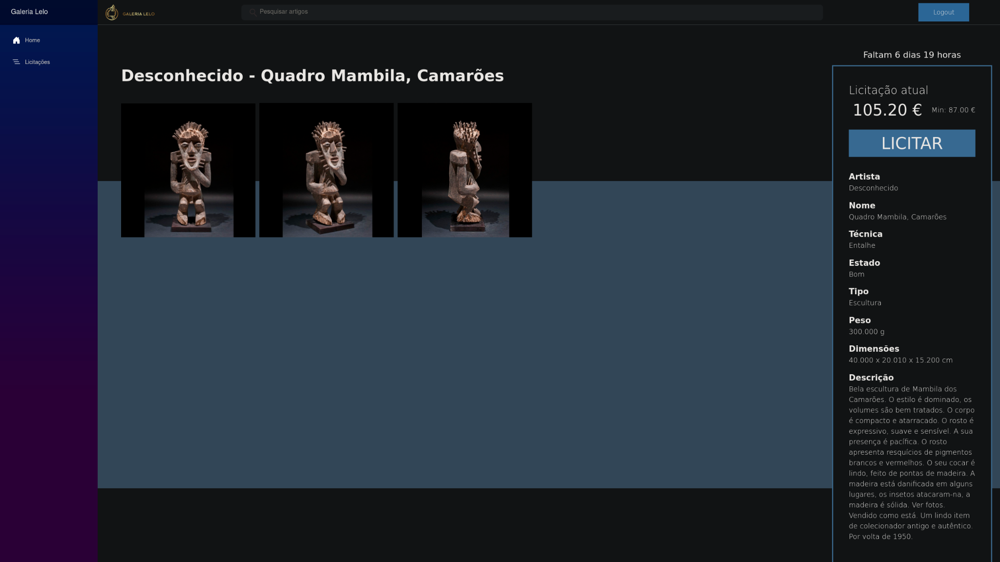 Galeria Lelo
GALERIA LELO
Pesquisar artigos
Logout
Home
Licitações
Desconhecido - Quadro Mambila, Camarões
Faltam 6 dias 19 horas
Licitação atual
105.20 € Min: 87.00 €
LICITAR
Artista
Desconhecido
Nome
Quadro Mambila, Camarões
Técnica
Entalhe
Estado
Bom
Tipo
Escultura
Peso
300.000 g
Dimensões
40.000 x 20.010 x 15.200 cm
Descrição
Bela escultura de Mambila dos
Camarões. O estilo é dominado, os
volumes são bem tratados. O corpo
é compacto e atarracado. O rosto é
expressivo, suave e sensível. A sua
presença é pacífica. O rosto
apresenta resquícios de pigmentos
brancos e vermelhos. O seu cocar é
lindo, feito de pontas de madeira. A
madeira está danificada em alguns
lugares, os insetos atacaram-na, a
madeira é sólida. Ver fotos.
Vendido como está. Um lindo item
de colecionador antigo e autêntico.
Por volta de 1950.